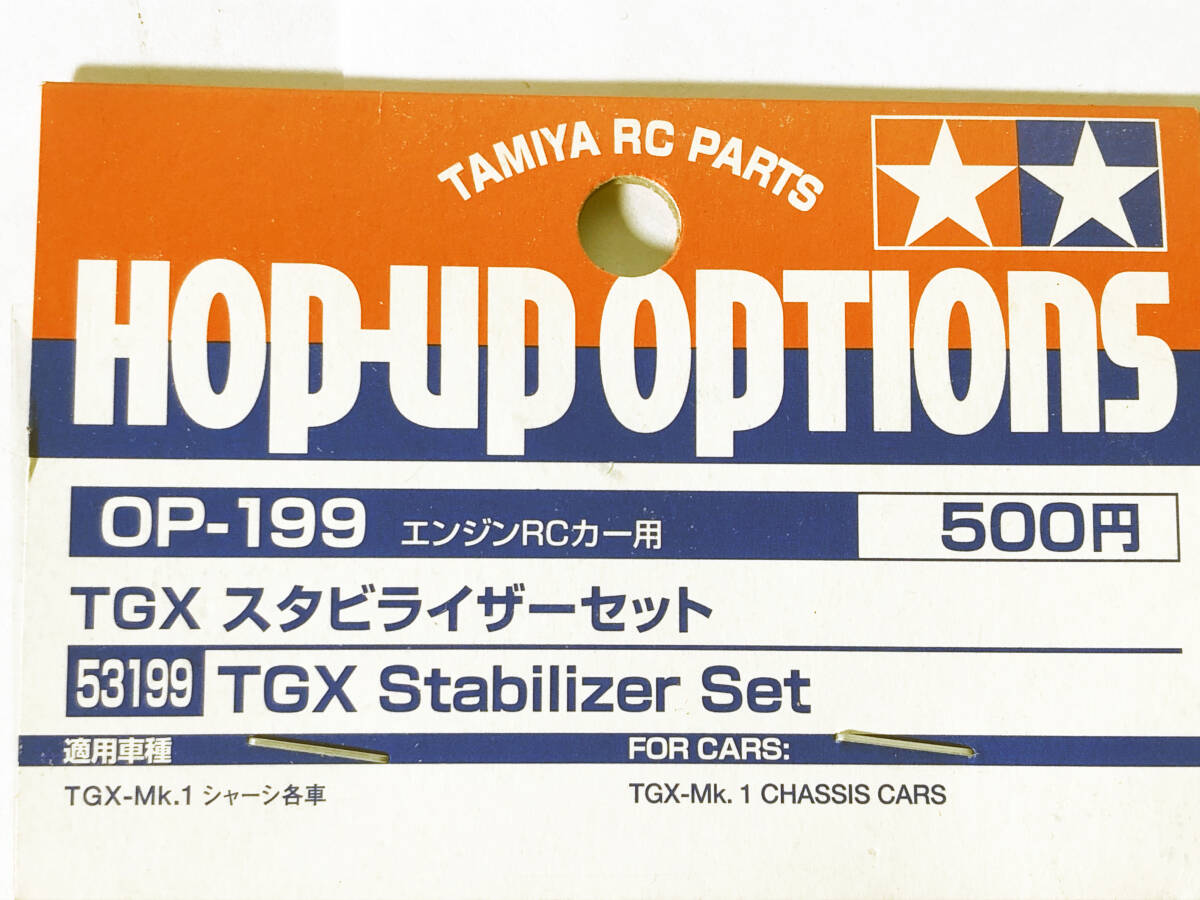 TAMIYA RC PARTS
HOP-UP OPTIONS
OP-199 エンジンRCカー用 500円
TGX スタビライザーセット
53199 TGX Stabilizer Set
適用車種 FOR CARS:
TGX-Mk.1 シャーシ各車 TGX-Mk. 1 CHASSIS CARS